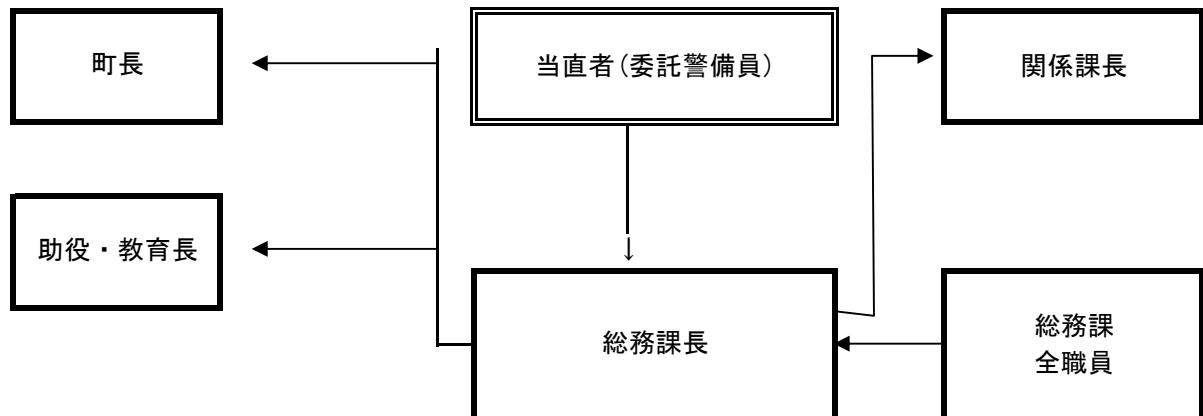 町長
当直者(委託警備員)
関係課長
助役・教育長
総務課長
総務課
全職員